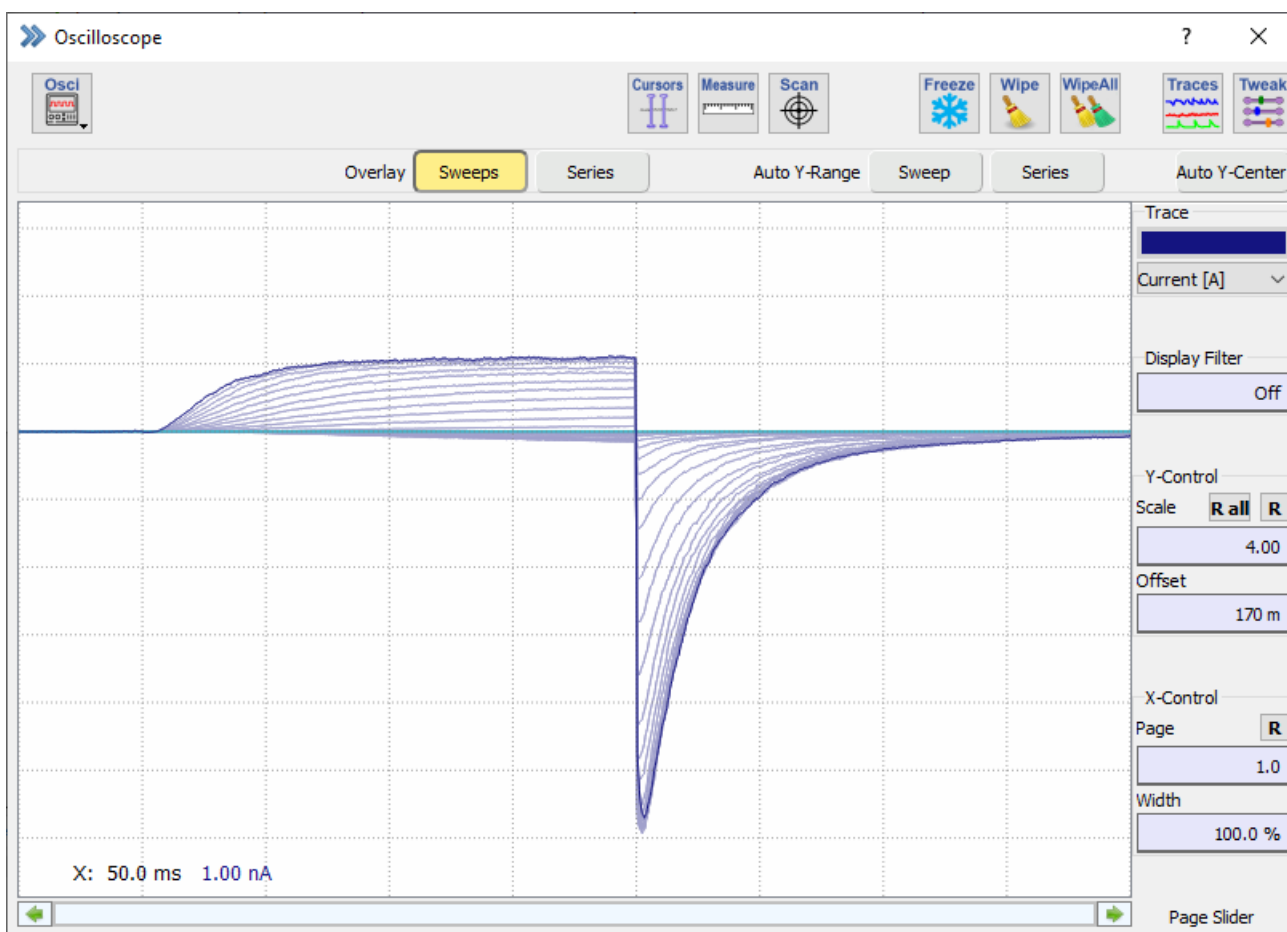 Oscilloscope
?
Osci
Cursors
Measure
Scan
Freeze
Wipe
WipeAll
Traces
Tweak
Overlay
Sweeps
Series
Auto Y-Range
Sweep
Series
Auto Y-Center
Trace
Current [A]
Display Filter
Off
Y-Control
Scale R all R
4.00
Offset
170 m
X-Control
Page R
1.0
Width
100.0 %
X: 50.0 ms 1.00 nA
Page Slider